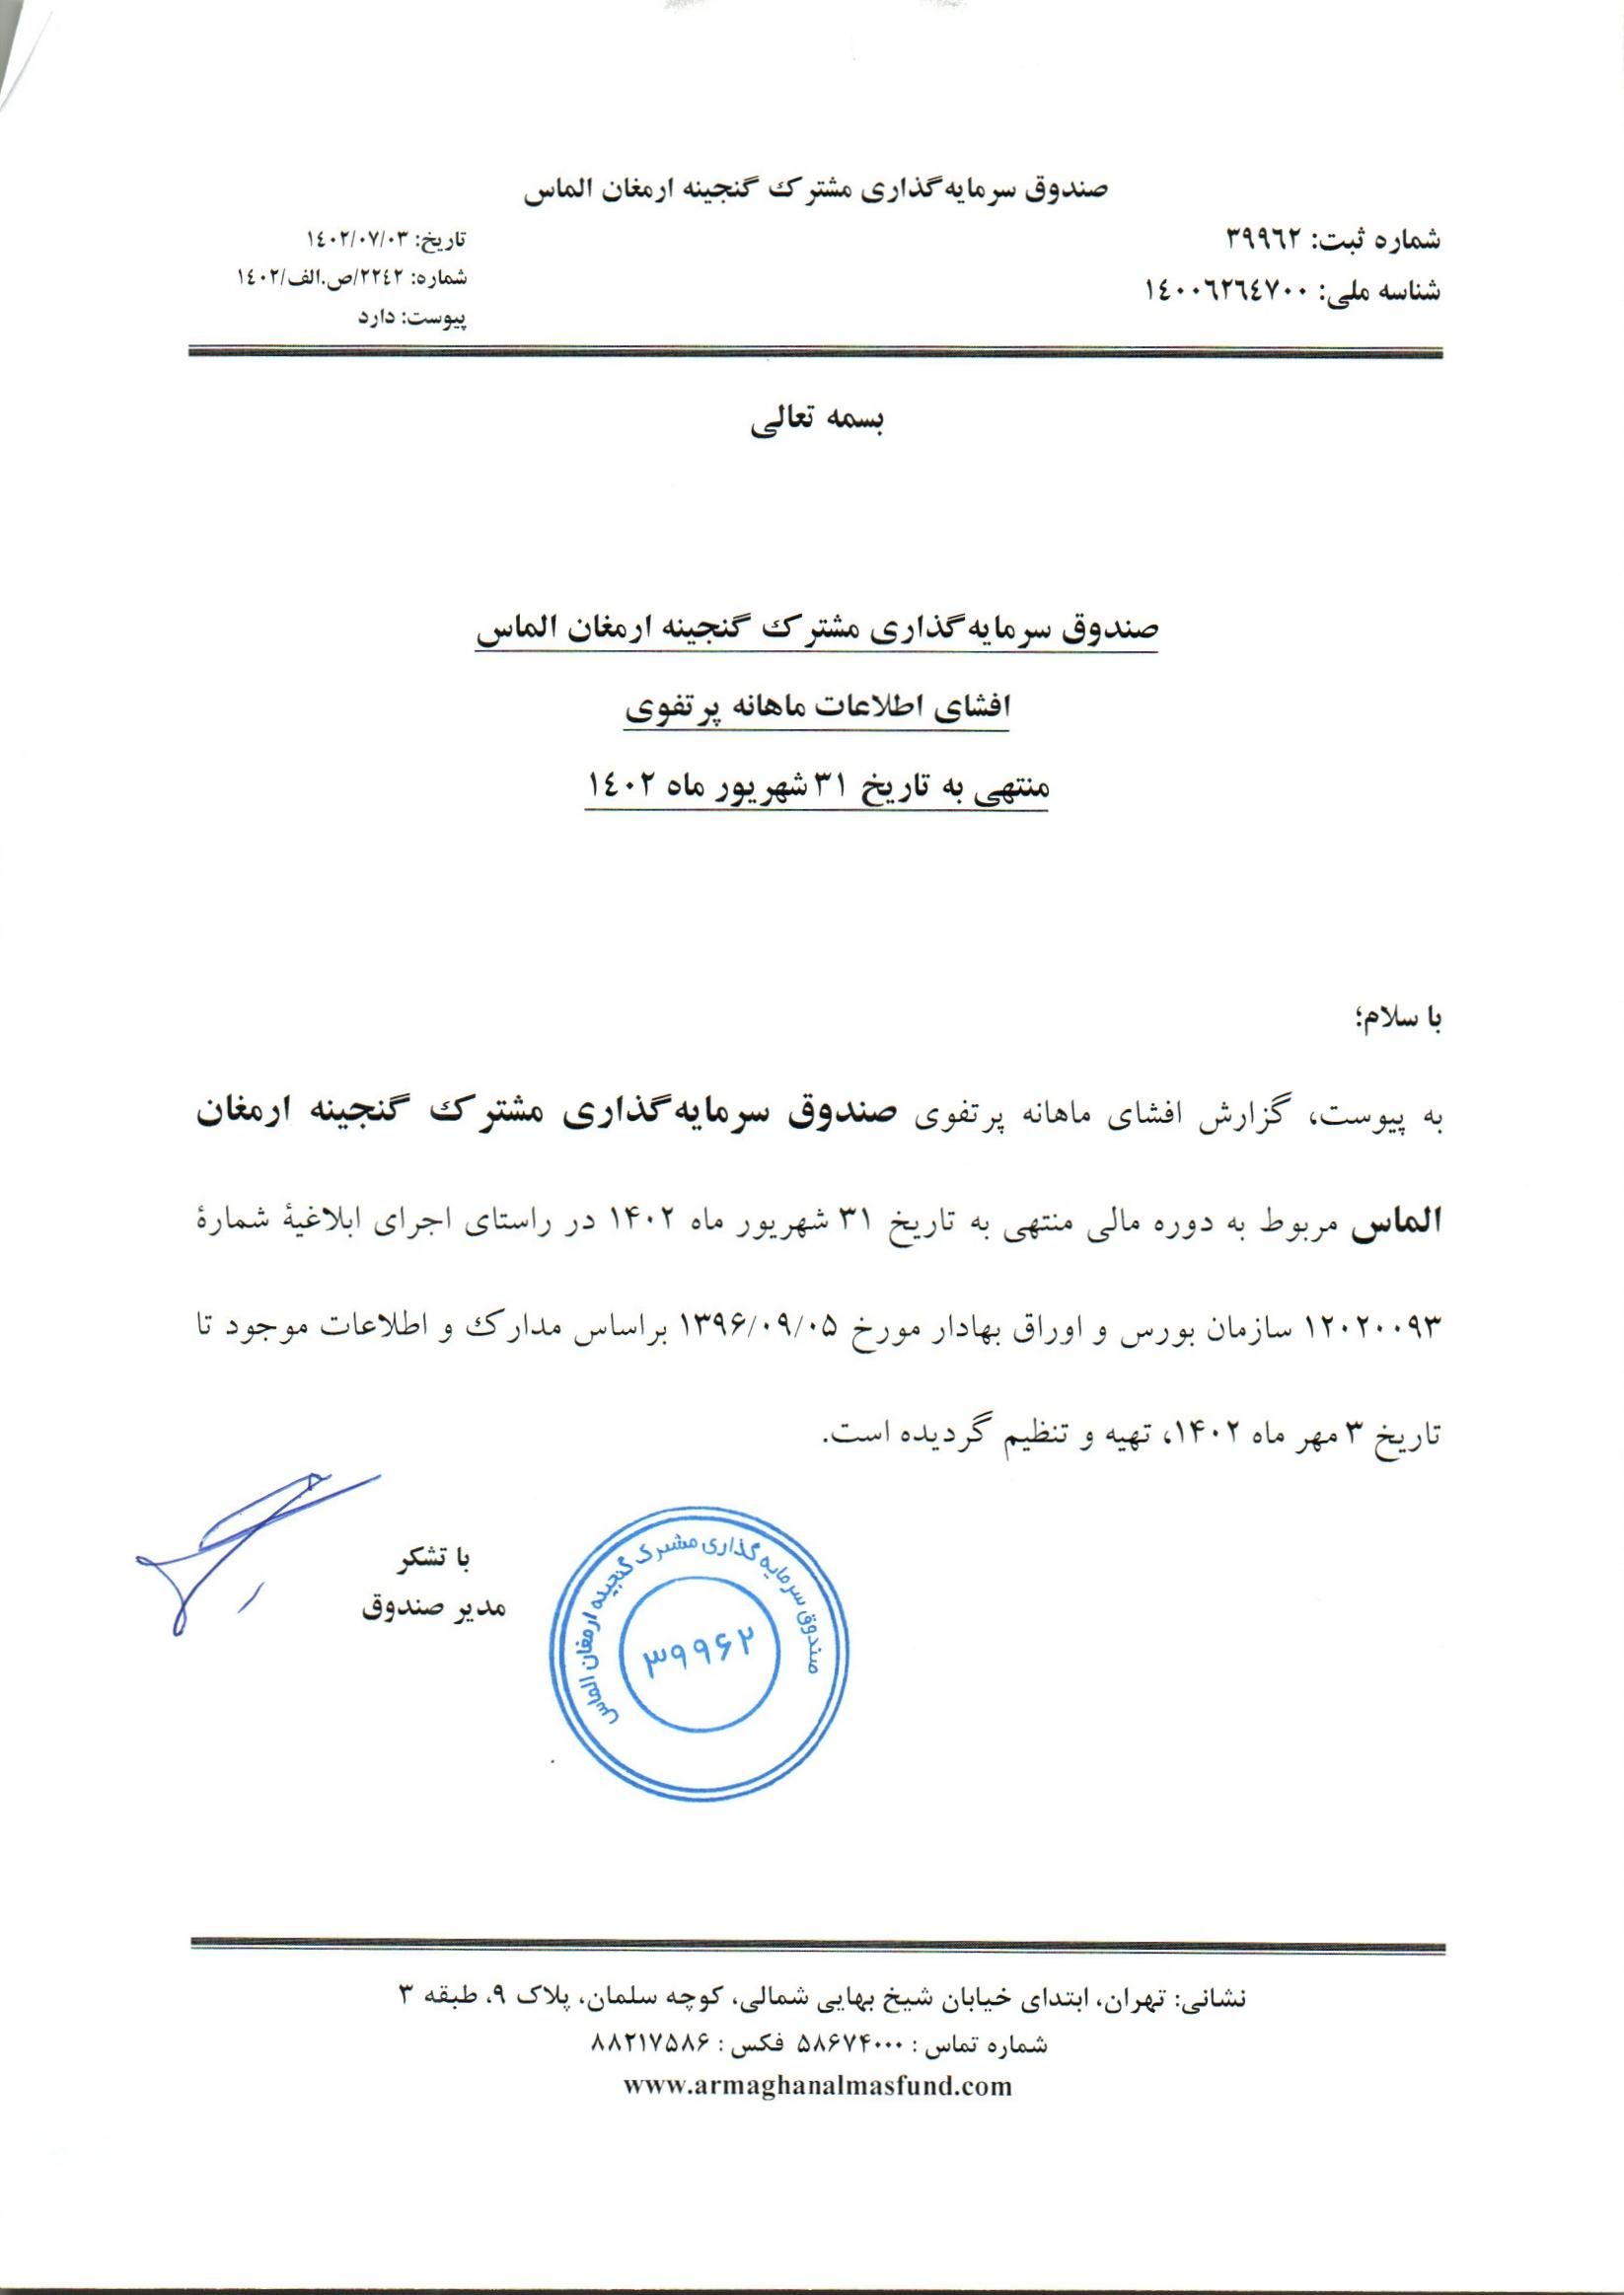 صندوق سرمایه‌گذاری مشترک گنجینه ارمغان الماس
شماره ثبت: ۳۹۹٦۲
تاریخ: ۱٤۰۲/۰۷/۰۳
شناسه ملی: ۱٤۰۰٦۲٦٤۷۰۰
شماره: ۲۲٤۲/ص.الف/۱٤۰۲
پیوست: دارد
بسمه تعالی
صندوق سرمایه‌گذاری مشترک گنجینه ارمغان الماس
افشای اطلاعات ماهانه پرتفوی
منتهی به تاریخ ۳۱ شهریور ماه ۱٤۰۲
با سلام؛
به پیوست، گزارش افشای ماهانه پرتفوی صندوق سرمایه‌گذاری مشترک گنجینه ارمغان
الماس مربوط به دوره مالی منتهی به تاریخ ۳۱ شهریور ماه ۱۴۰۲ در راستای اجرای ابلاغیهٔ شمارهٔ
۱۲۰۲۰۰۹۳ سازمان بورس و اوراق بهادار مورخ ۱۳۹۶/۰۹/۰۵ براساس مدارک و اطلاعات موجود تا
تاریخ ۳ مهر ماه ۱۴۰۲، تهیه و تنظیم گردیده است.
با تشکر
مدیر صندوق
صندوق سرمایه گذاری مشترک گنجینه ارمغان الماس
۳۹۹۶۲
نشانی: تهران، ابتدای خیابان شیخ بهایی شمالی، کوچه سلمان، پلاک ۹، طبقه ۳
شماره تماس : ۵۸۶۷۴۰۰۰ فکس : ۸۸۲۱۷۵۸۶
www.armaghanalmasfund.com